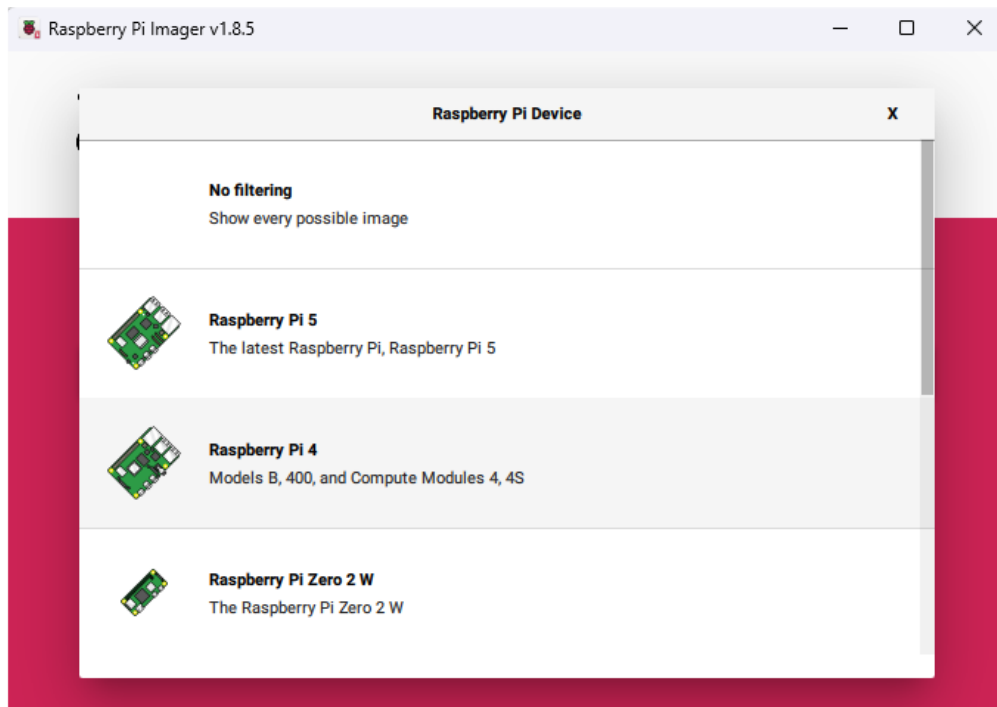 Raspberry Pi Imager v1.8.5
Raspberry Pi Device X
No filtering
Show every possible image
Raspberry Pi 5
The latest Raspberry Pi, Raspberry Pi 5
Raspberry Pi 4
Models B, 400, and Compute Modules 4, 4S
Raspberry Pi Zero 2 W
The Raspberry Pi Zero 2 W